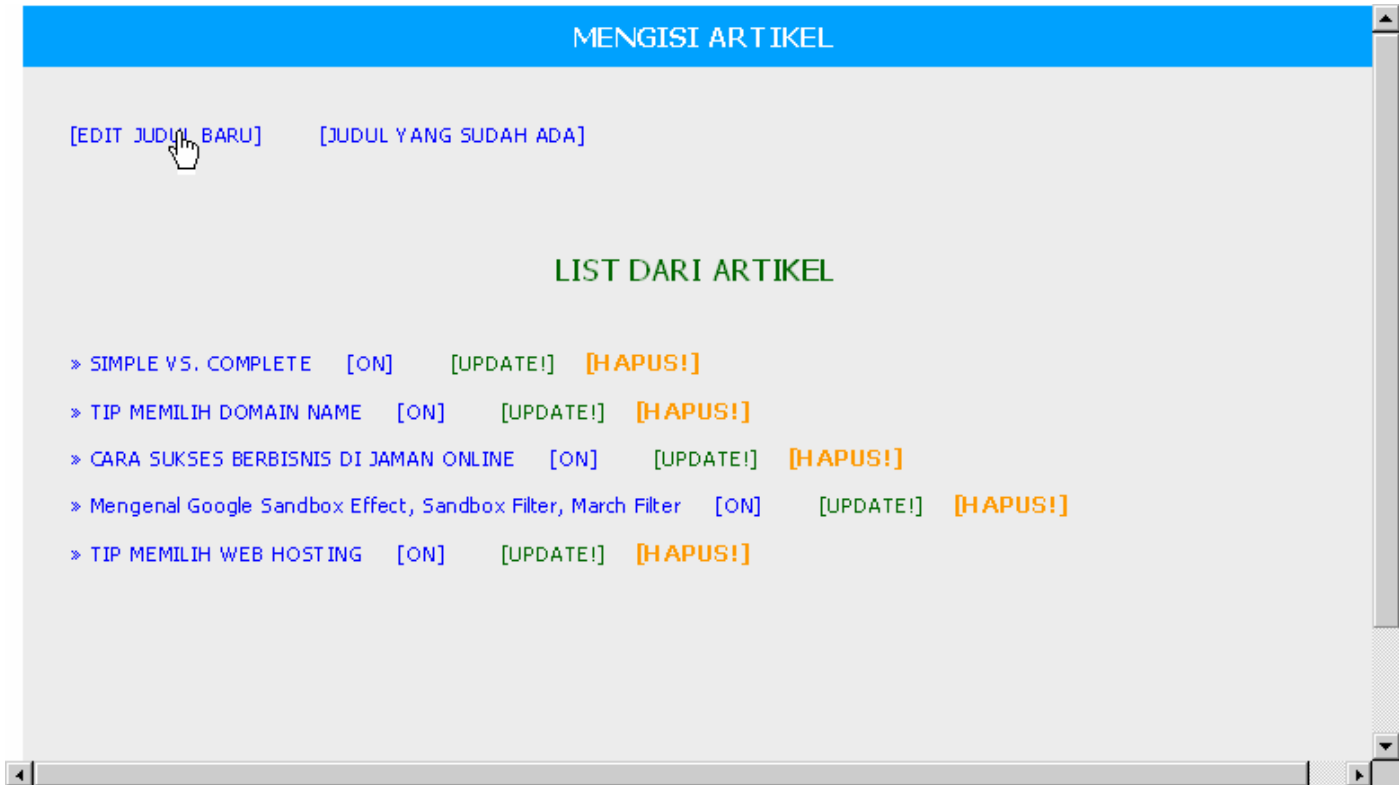 MENGISI ARTIKEL
[EDIT JUDUL BARU] [JUDUL YANG SUDAH ADA]
LIST DARI ARTIKEL
» SIMPLE VS. COMPLETE [ON] [UPDATE!] [HAPUS!]
» TIP MEMILIH DOMAIN NAME [ON] [UPDATE!] [HAPUS!]
» CARA SUKSES BERBISNIS DI JAMAN ONLINE [ON] [UPDATE!] [HAPUS!]
» Mengenal Google Sandbox Effect, Sandbox Filter, March Filter [ON] [UPDATE!] [HAPUS!]
» TIP MEMILIH WEB HOSTING [ON] [UPDATE!] [HAPUS!]